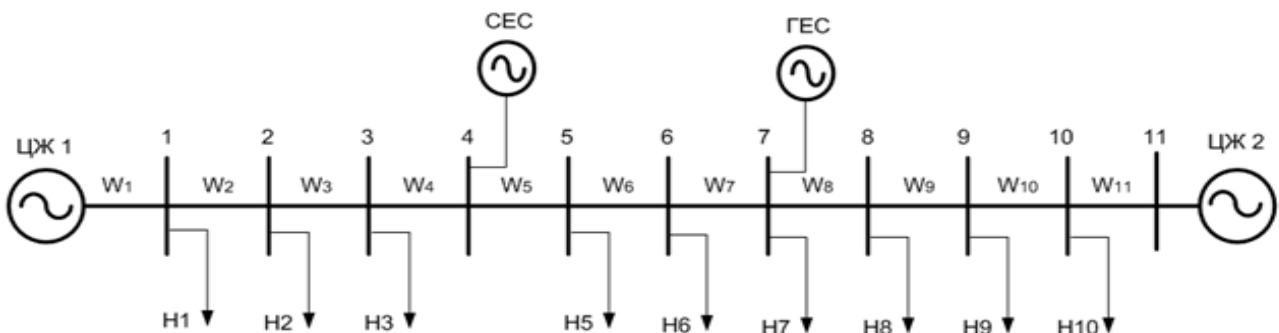 СЕС ГЕС
ЦЖ 1 1 2 3 4 5 6 7 8 9 10 11 ЦЖ 2
W1 W2 W3 W4 W5 W6 W7 W8 W9 W10 W11
Н1 Н2 Н3 Н5 Н6 Н7 Н8 Н9 Н10